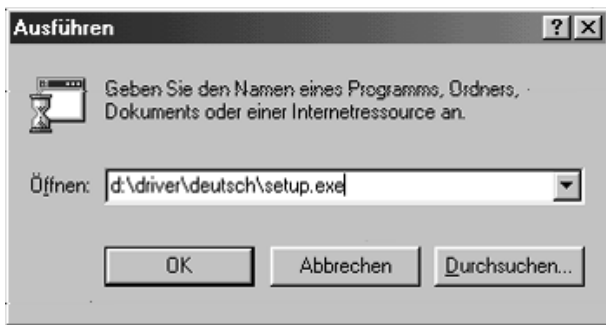 Ausführen
Geben Sie den Namen eines Programms, Ordners,
Dokuments oder einer Internetressource an.
Öffnen: d:\driver\deutsch\setup.exe
OK Abbrechen Durchsuchen...